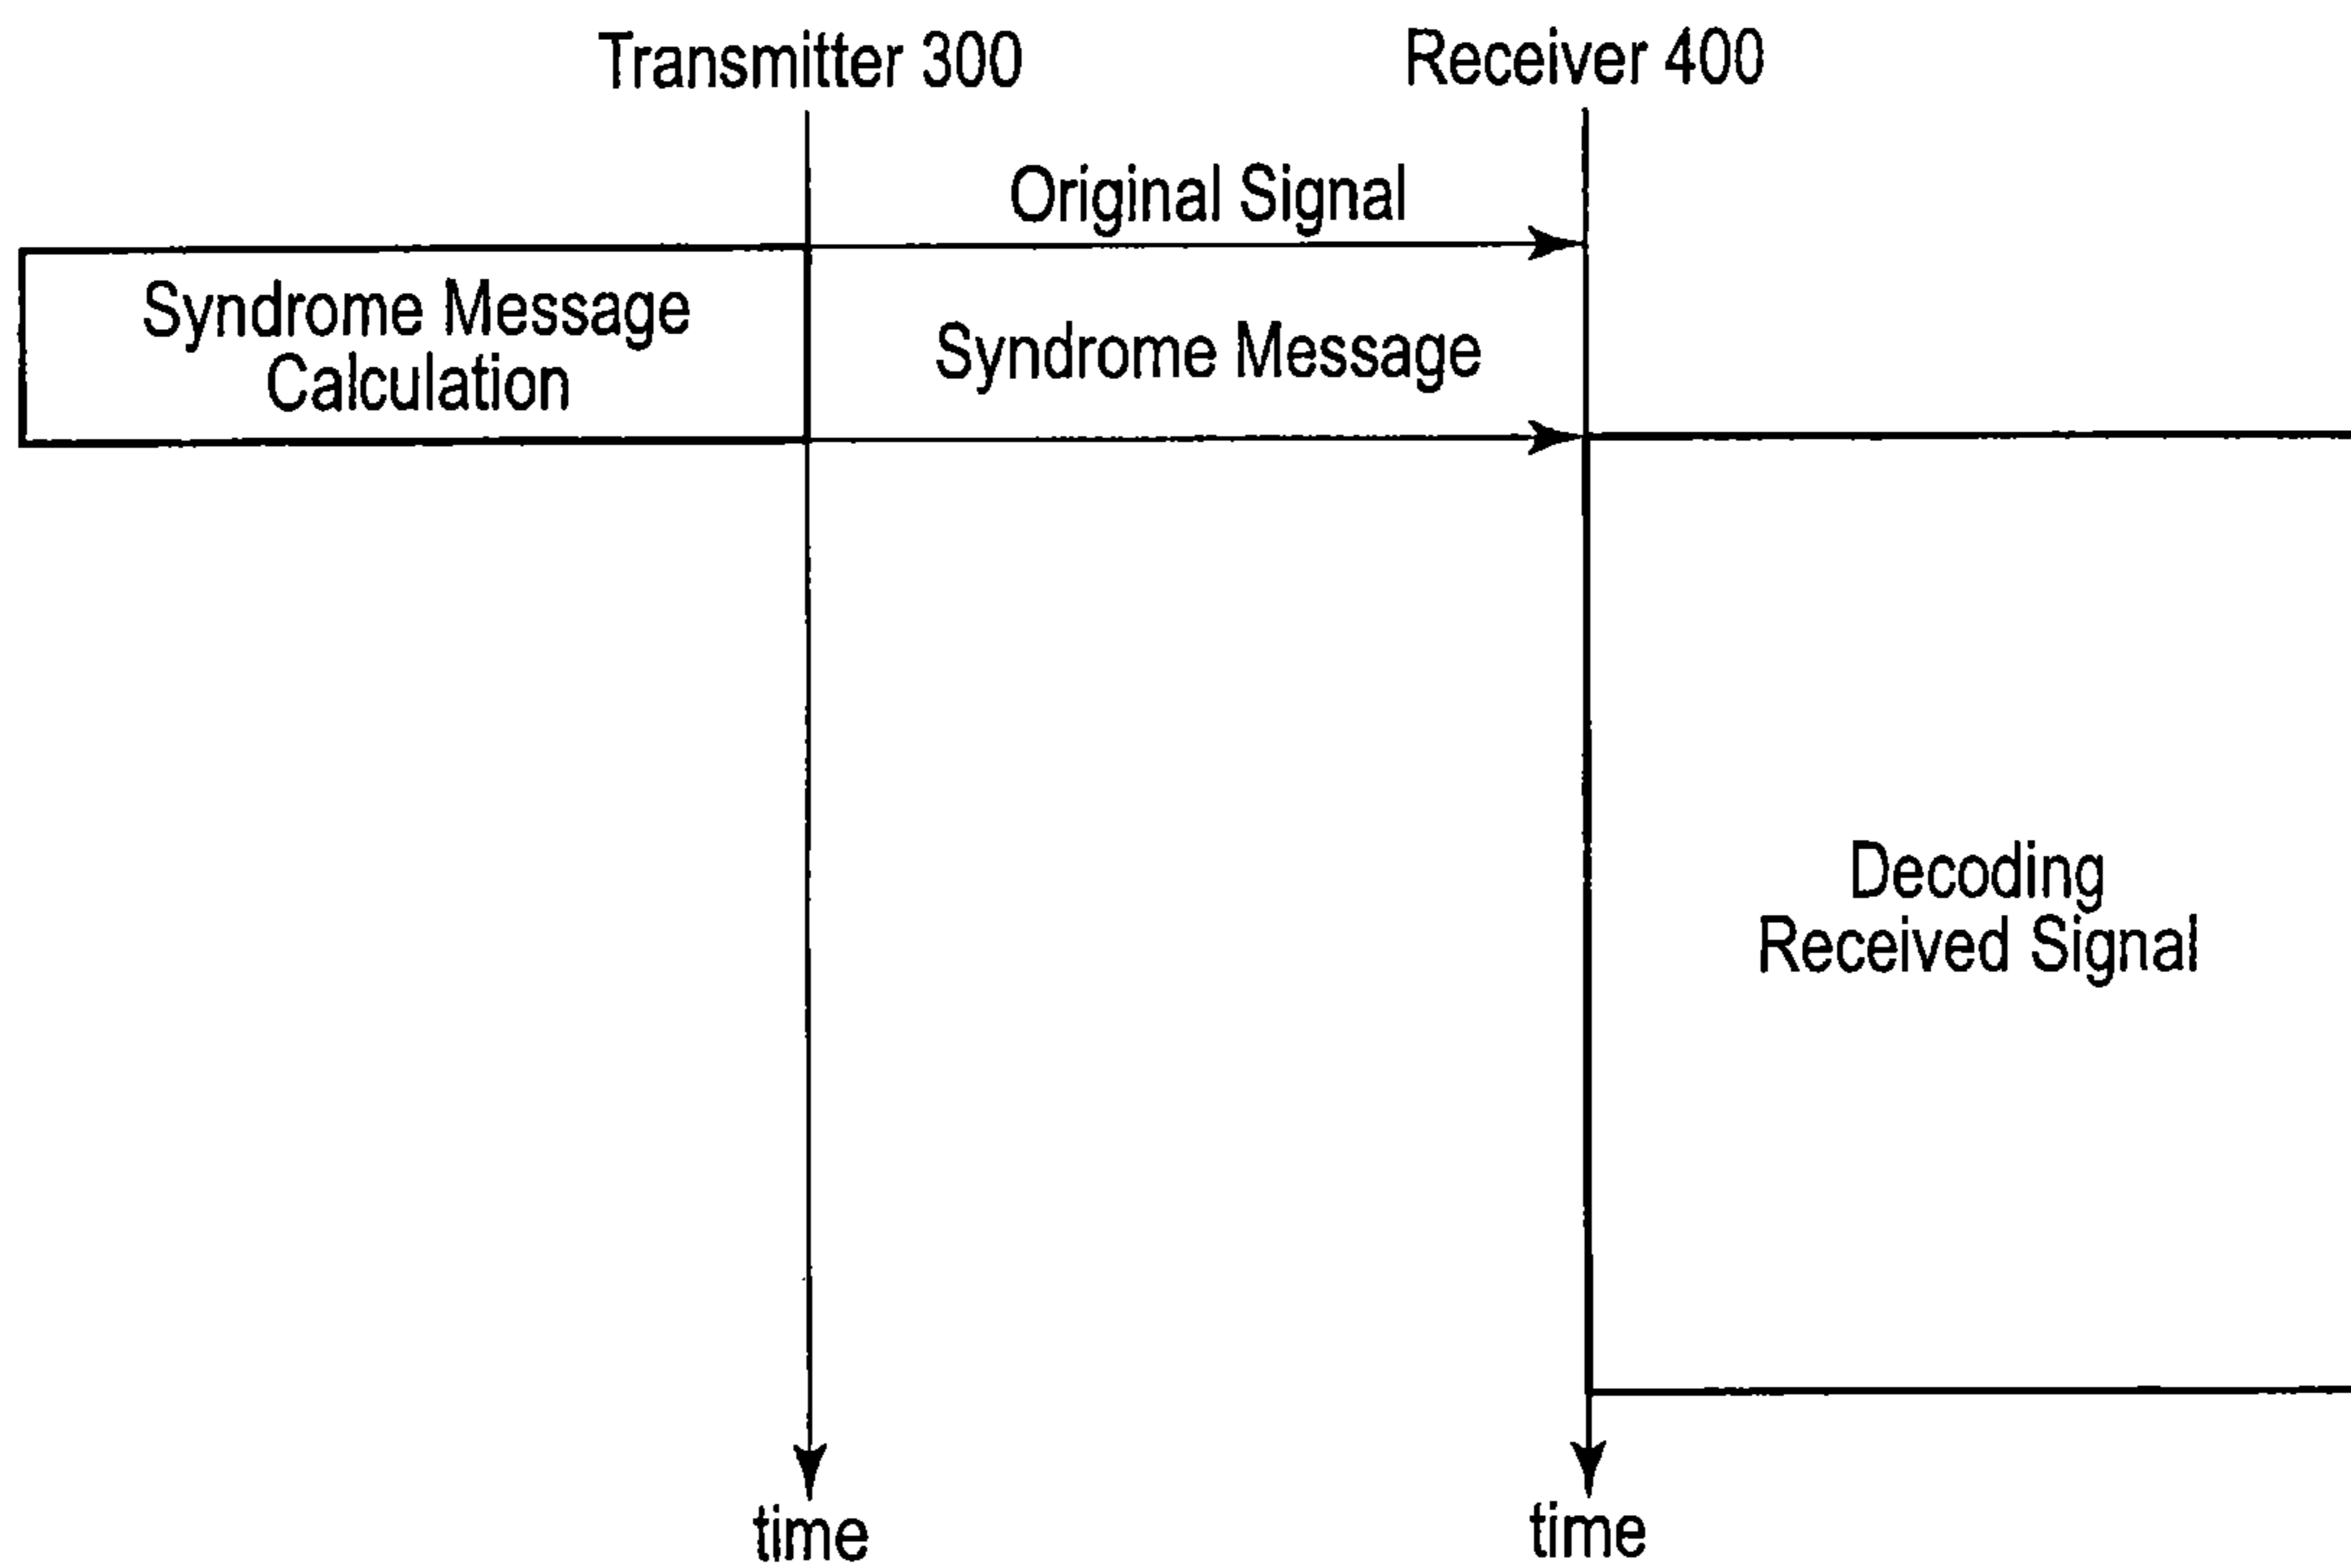 Transmitter 300
Receiver 400
Original Signal
Syndrome Message
Calculation
Syndrome Message
Decoding
Received Signal
time
time